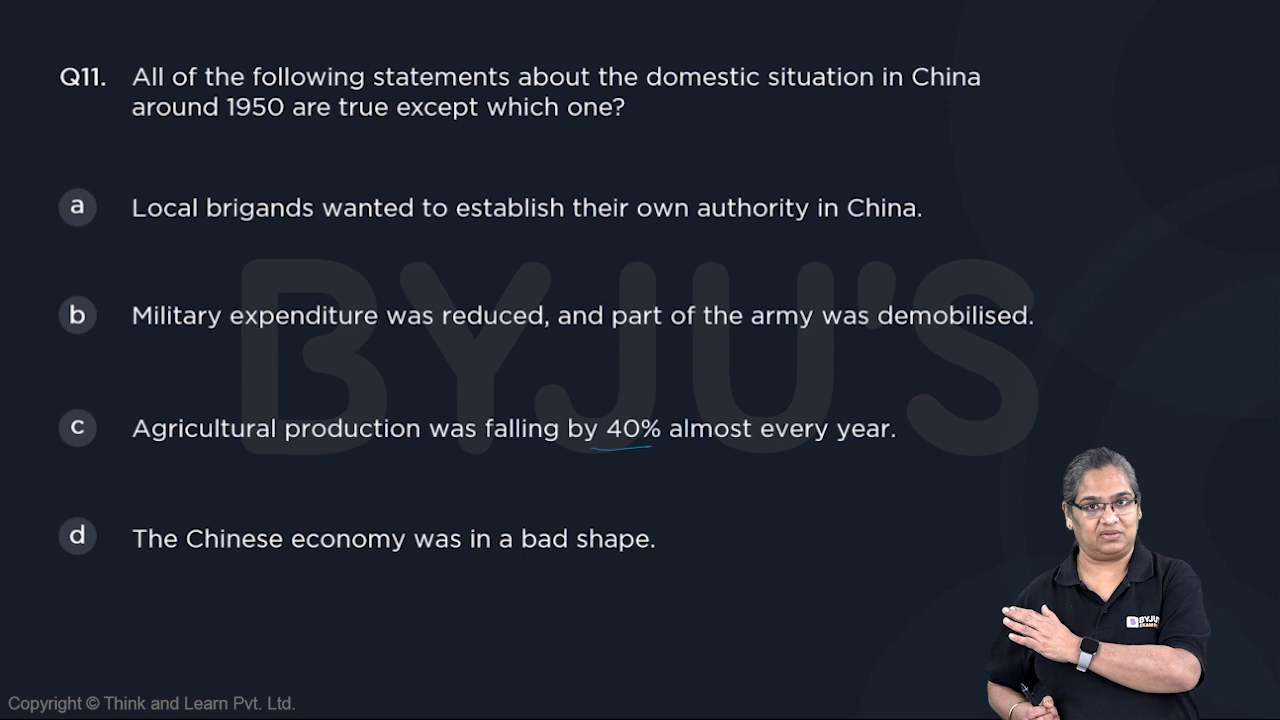 Q11. All of the following statements about the domestic situation in China
around 1950 are true except which one?
a Local brigands wanted to establish their own authority in China.
b Military expenditure was reduced, and part of the army was demobilised.
BYJU'S
c Agricultural production was falling by 40% almost every year.
d The Chinese economy was in a bad shape.
BYJU'S
Copyright © Think and Learn Pvt. Ltd.